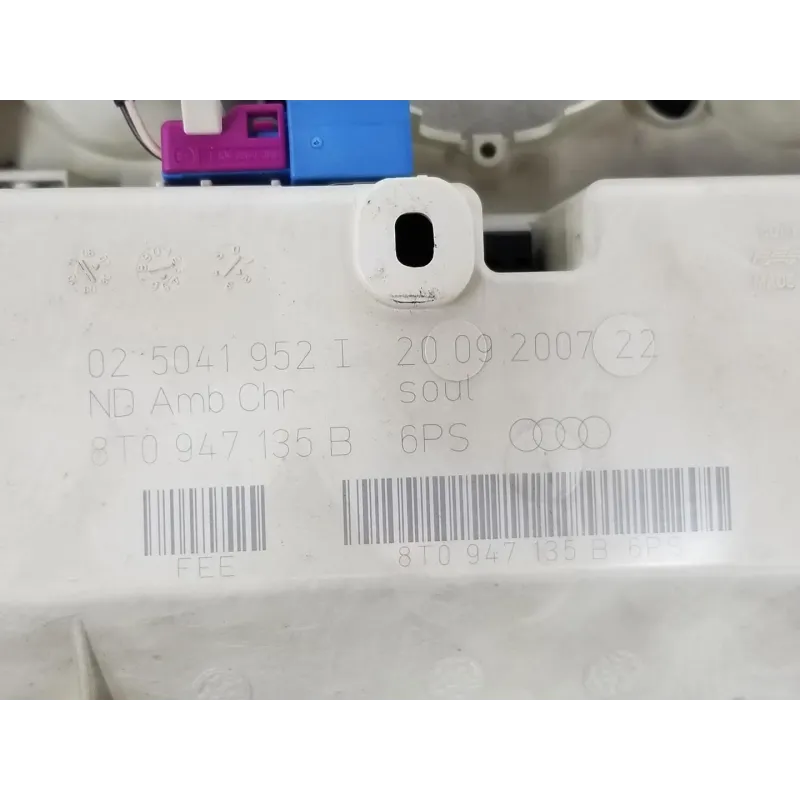 02 5041 952 I 20 09 2007 22
ND Amb Chr soul
8T0 947 135 B 6PS
FEE
8T0 947 135 B 6PS